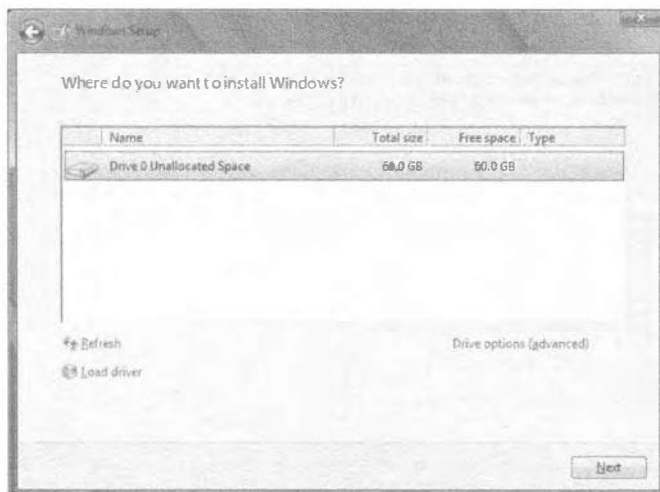 Windows Setup
Where do you want to install Windows?
Name Total size Free space Type
Drive 0 Unallocated Space 60.0 GB 60.0 GB
Refresh
Drive options (advanced)
Load driver
Next